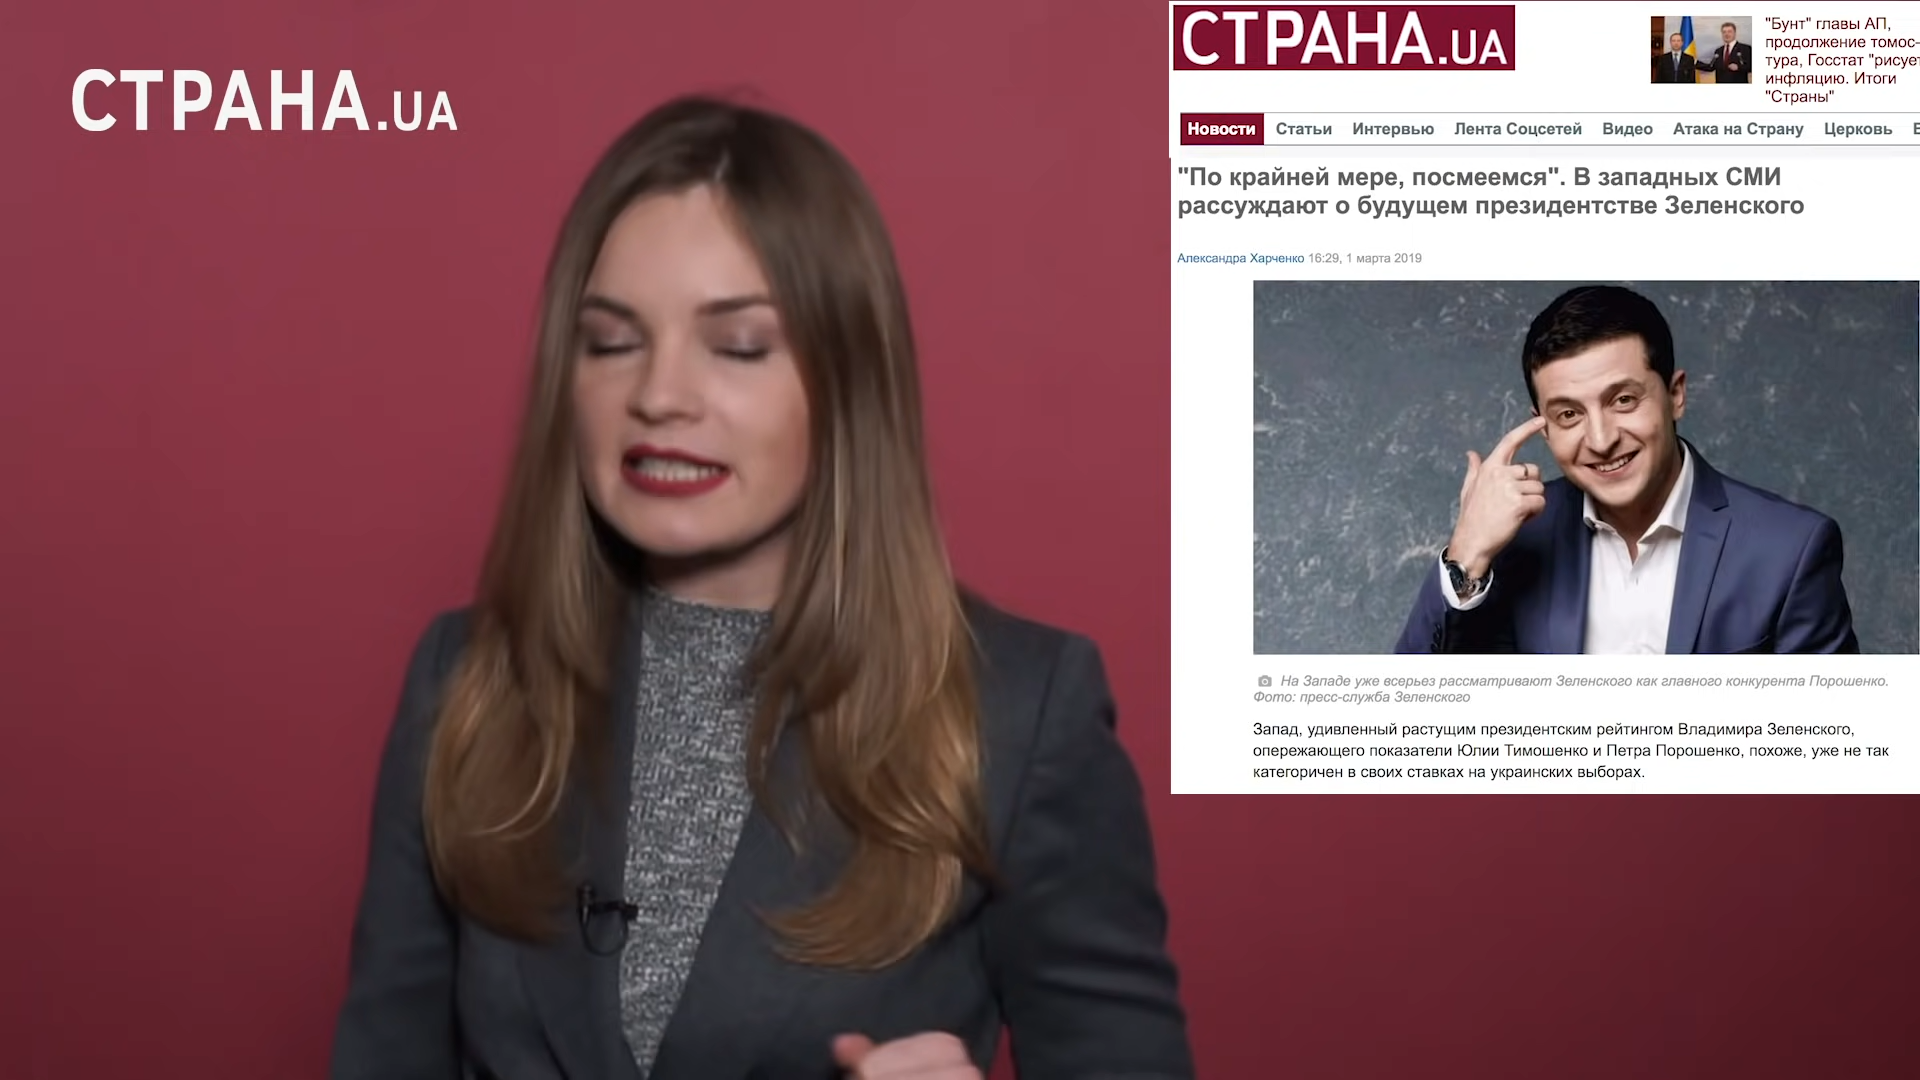 СТРАНА.UA
СТРАНА.UA
"Бунт" главы АП,
продолжение томос-
тура, Госстат "рисует
инфляцию. Итоги
"Страны"
Новости Статьи Интервью Лента Соцсетей Видео Атака на Страну Церковь
"По крайней мере, посмеемся". В западных СМИ
рассуждают о будущем президентстве Зеленского
Александра Харченко 16:29, 1 марта 2019
На Западе уже всерьез рассматривают Зеленского как главного конкурента Порошенко.
Фото: пресс-служба Зеленского
Запад, удивленный растущим президентским рейтингом Владимира Зеленского,
опережающего показатели Юлии Тимошенко и Петра Порошенко, похоже, уже не так
категоричен в своих ставках на украинских выборах.